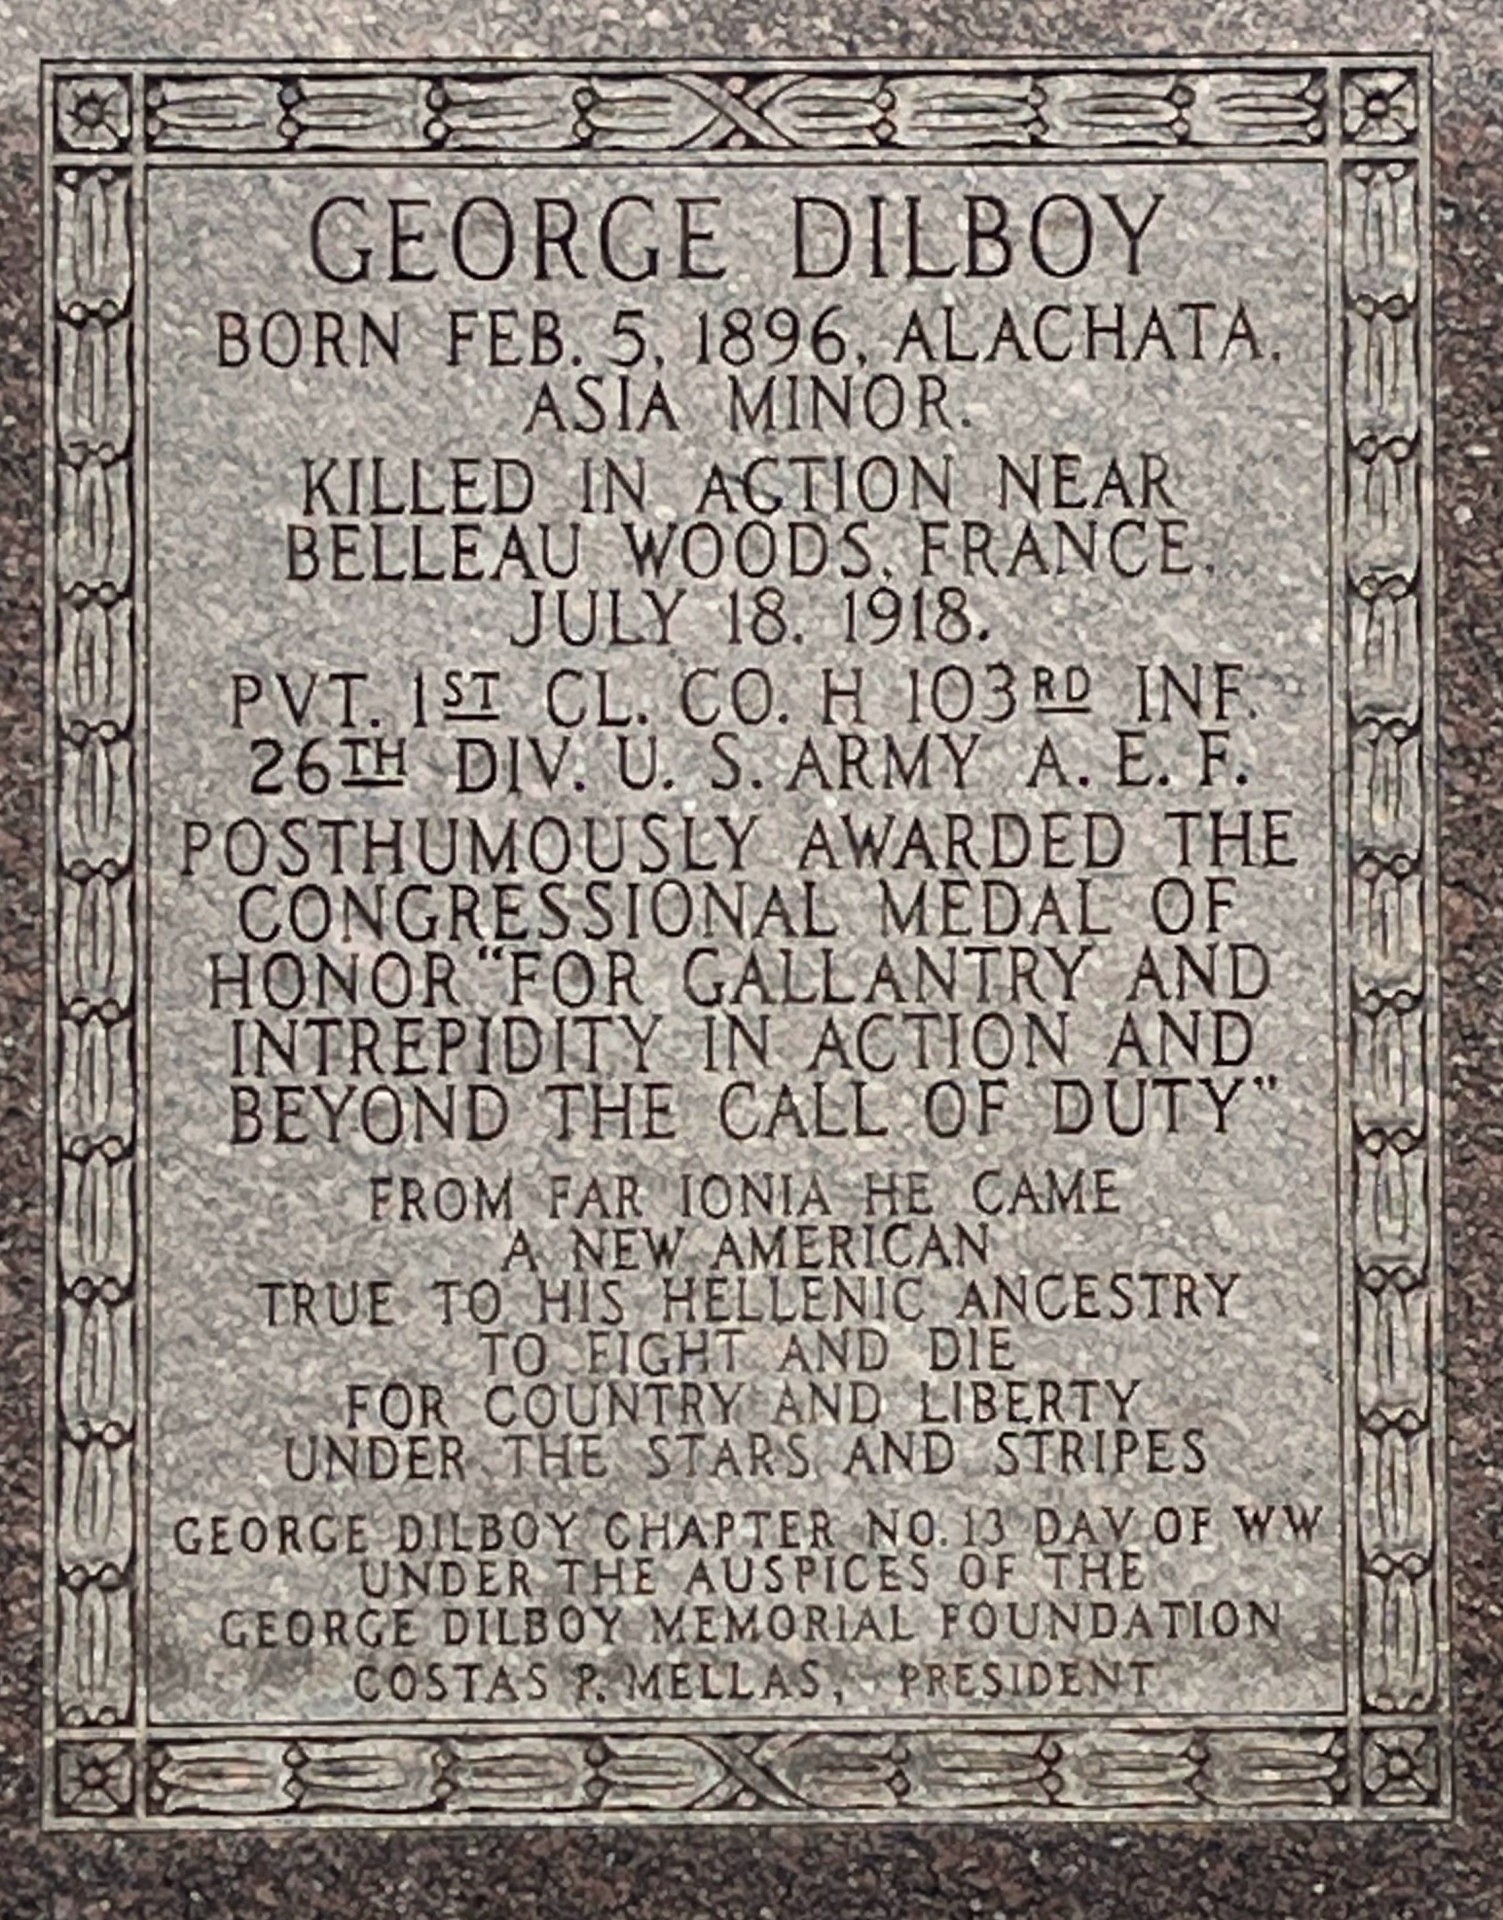 GEORGE DILBOY
BORN FEB. 5, 1896, ALACHATA,
ASIA MINOR.
KILLED IN ACTION NEAR
BELLEAU WOODS, FRANCE,
JULY 18, 1918.
PVT. 1ST CL. CO. H 103RD INF.
26TH DIV. U. S. ARMY A. E. F.
POSTHUMOUSLY AWARDED THE
CONGRESSIONAL MEDAL OF
HONOR "FOR GALLANTRY AND
INTREPIDITY IN ACTION AND
BEYOND THE CALL OF DUTY"
FROM FAR IONIA HE CAME
A NEW AMERICAN
TRUE TO HIS HELLENIC ANCESTRY
TO FIGHT AND DIE
FOR COUNTRY AND LIBERTY
UNDER THE STARS AND STRIPES
GEORGE DILBOY CHAPTER NO. 13 DAV OF WW
UNDER THE AUSPICES OF THE
GEORGE DILBOY MEMORIAL FOUNDATION
COSTAS P. MELLAS, PRESIDENT